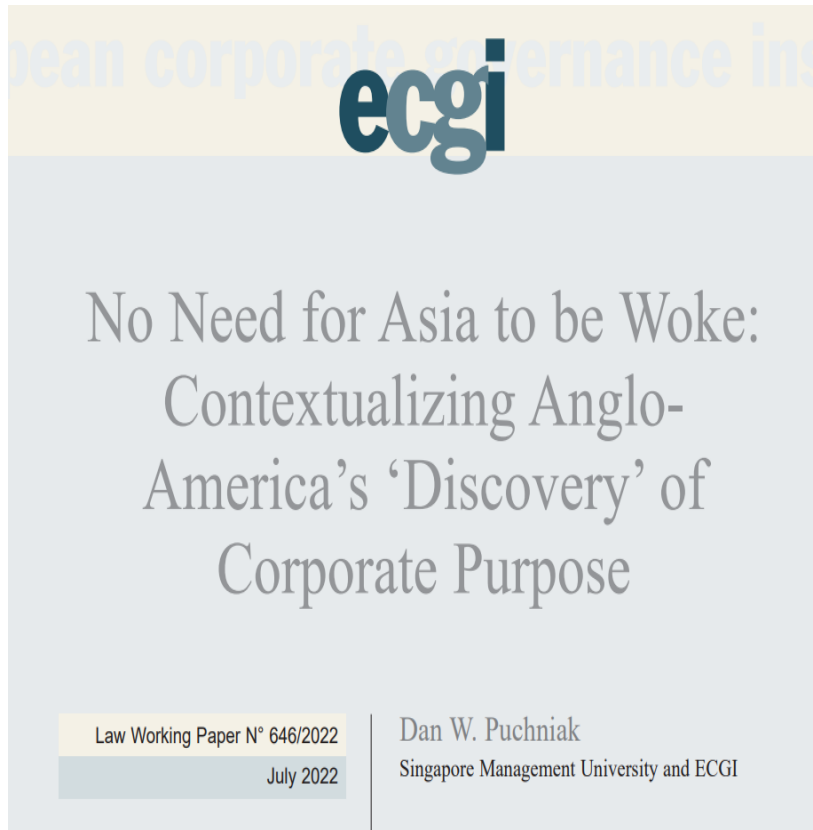 pean corporate governance ins
ecgi
No Need for Asia to be Woke:
Contextualizing Anglo-
America’s ‘Discovery’ of
Corporate Purpose
Law Working Paper N° 646/2022
July 2022
Dan W. Puchniak
Singapore Management University and ECGI